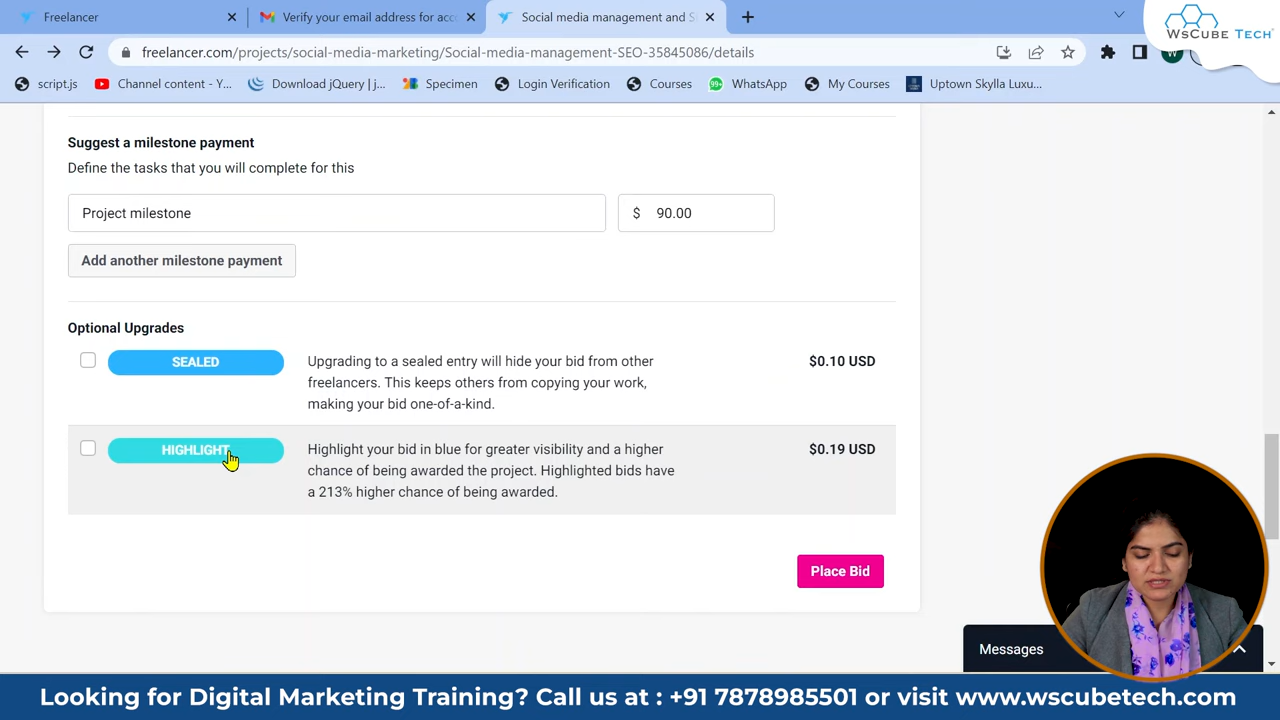 Freelancer
Verify your email address for acc
Social media management and S
WsCube Tech
freelancer.com/projects/social-media-marketing/Social-media-management-SEO-35845086/details
script.js
Channel content - Y...
Download jQuery | j...
Specimen
Login Verification
Courses
99+
WhatsApp
My Courses
Uptown Skylla Luxu...
Suggest a milestone payment
Define the tasks that you will complete for this
Project milestone
$ 90.00
Add another milestone payment
Optional Upgrades
SEALED
Upgrading to a sealed entry will hide your bid from other
freelancers. This keeps others from copying your work,
making your bid one-of-a-kind.
$0.10 USD
HIGHLIGHT
Highlight your bid in blue for greater visibility and a higher
chance of being awarded the project. Highlighted bids have
a 213% higher chance of being awarded.
$0.19 USD
Place Bid
Messages
Looking for Digital Marketing Training? Call us at : +91 7878985501 or visit www.wscubetech.com